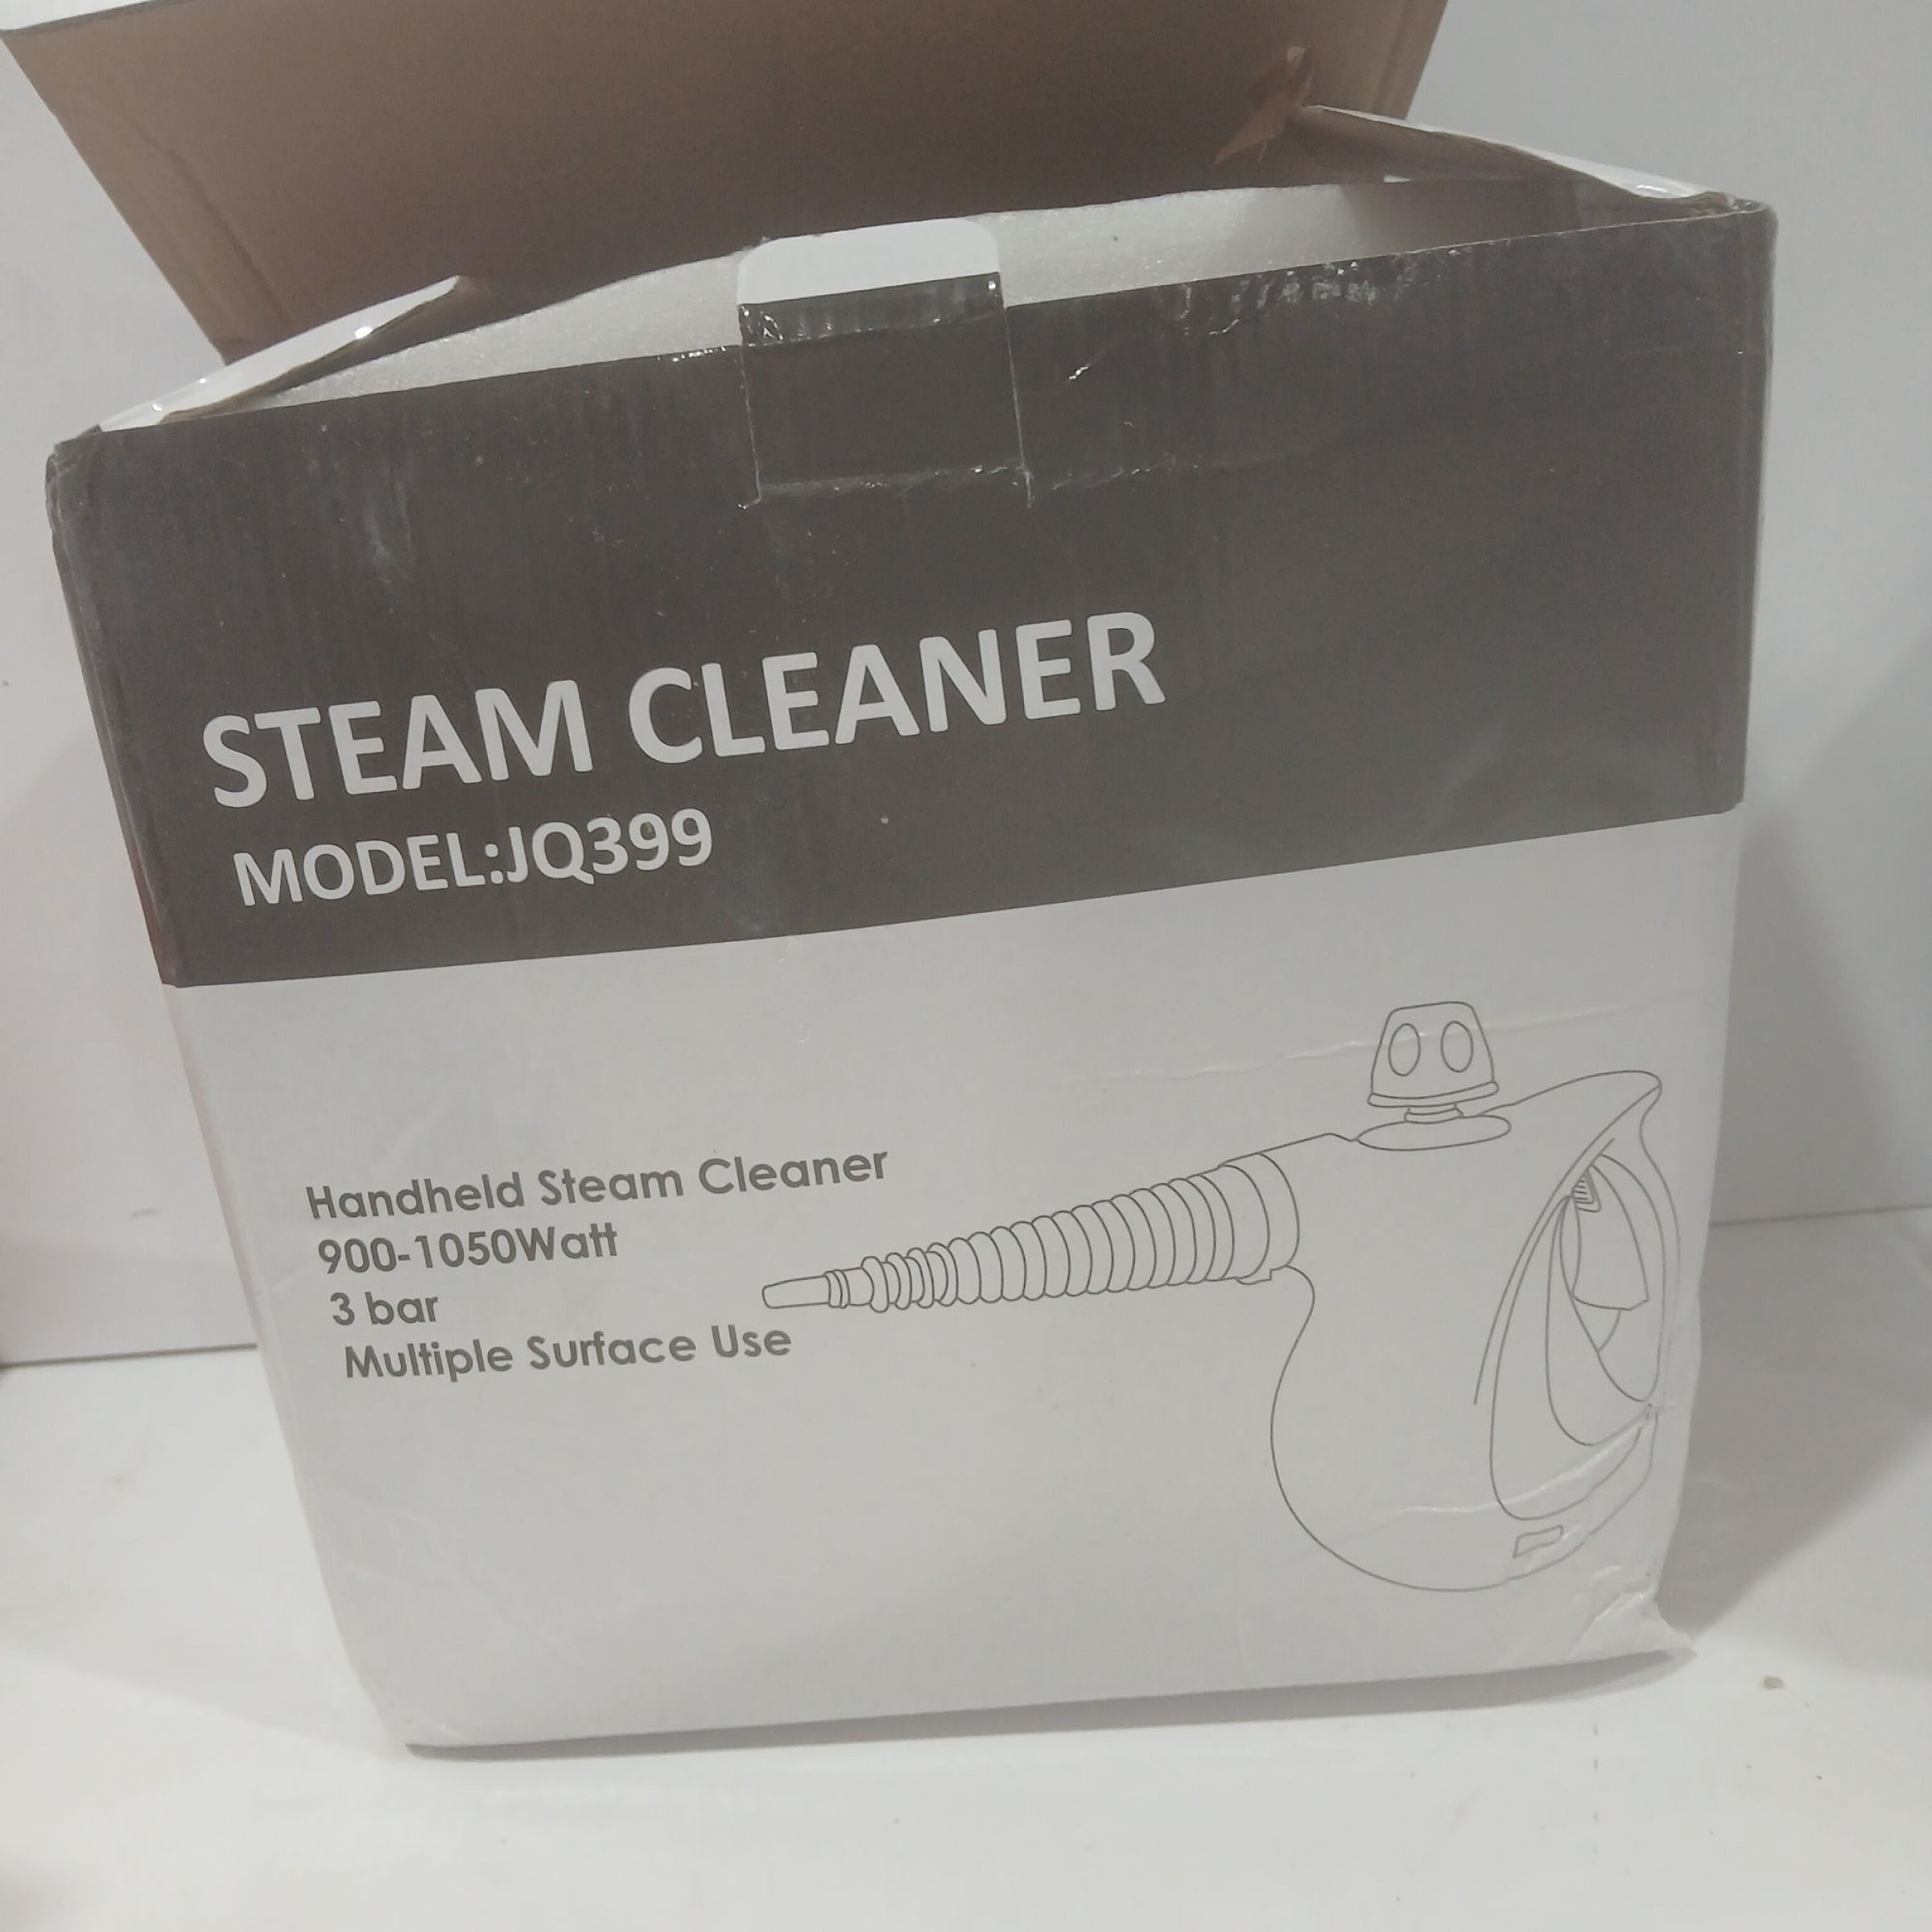 STEAM CLEANER
MODEL:JQ399
Handheld Steam Cleaner
900-1050Watt
3 bar
Multiple Surface Use